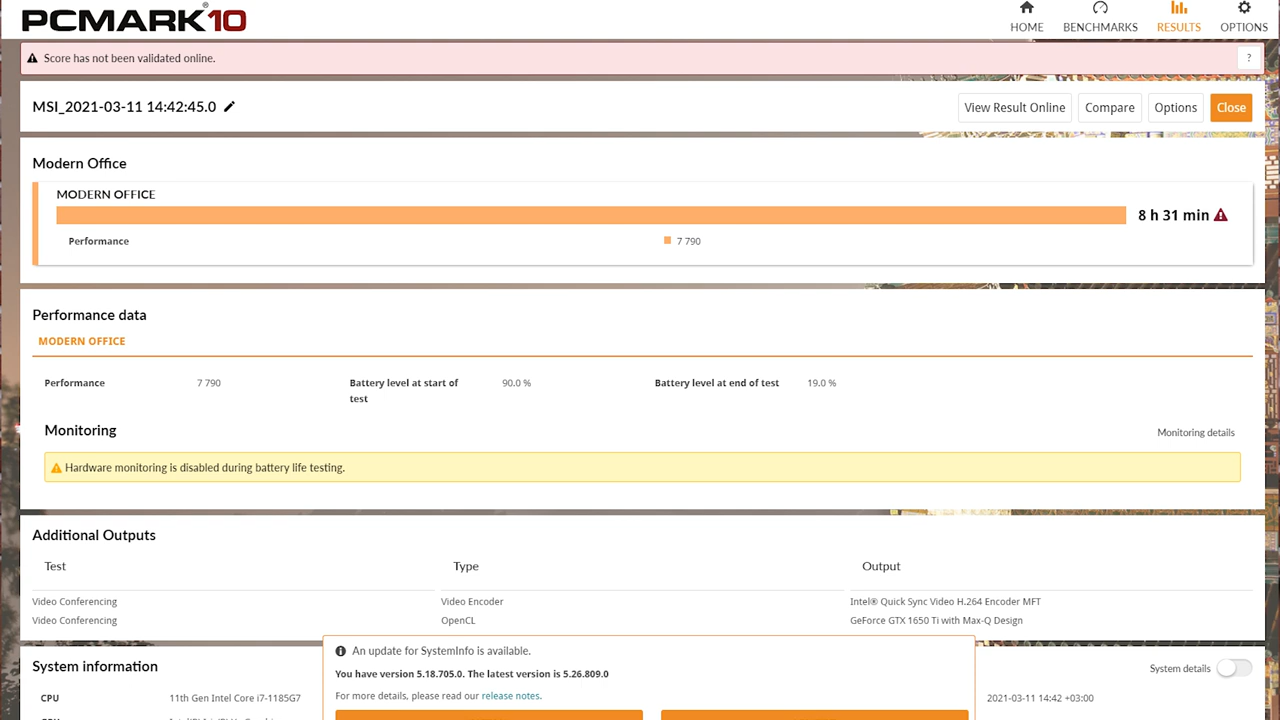 PCMARK®10
HOME BENCHMARKS RESULTS OPTIONS
Score has not been validated online. ?
MSI_2021-03-11 14:42:45.0 View Result Online Compare Options Close
Modern Office
MODERN OFFICE
8 h 31 min
Performance 7 790
Performance data
MODERN OFFICE
Performance 7 790 Battery level at start of 90.0 % Battery level at end of test 19.0 %
test
Monitoring Monitoring details
Hardware monitoring is disabled during battery life testing.
Additional Outputs
Test Type Output
Video Conferencing Video Encoder Intel® Quick Sync Video H.264 Encoder MFT
Video Conferencing OpenCL GeForce GTX 1650 Ti with Max-Q Design
An update for SystemInfo is available.
System information System details
You have version 5.18.705.0. The latest version is 5.26.809.0
For more details, please read our release notes.
CPU 11th Gen Intel Core i7-1185G7 2021-03-11 14:42 +03:00